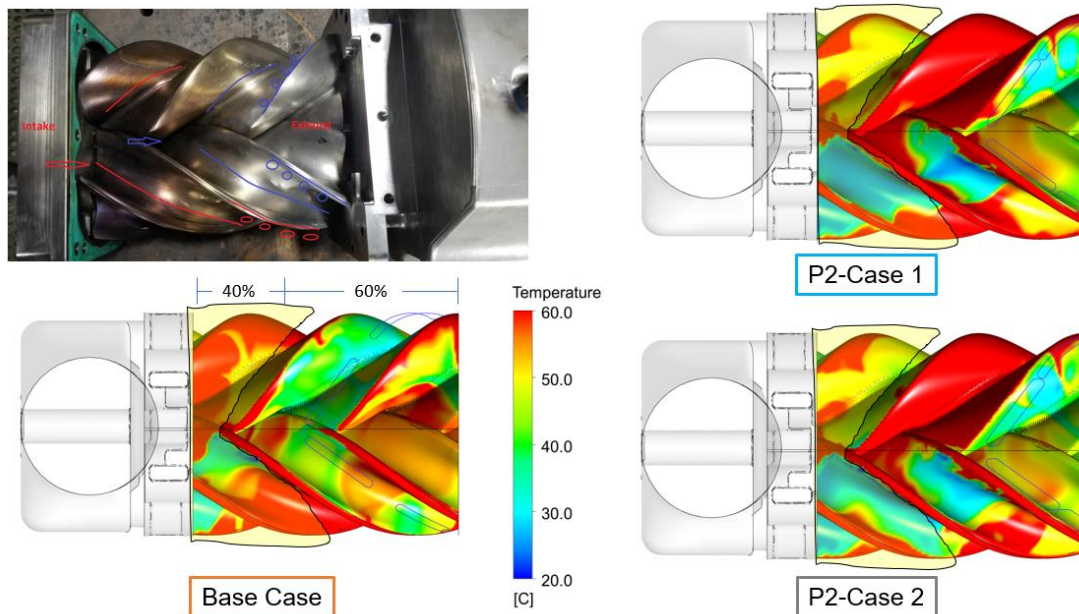 Intake
Exhaust
P2-Case 1
40%
60%
Temperature
60.0
50.0
40.0
30.0
20.0
[C]
Base Case
P2-Case 2